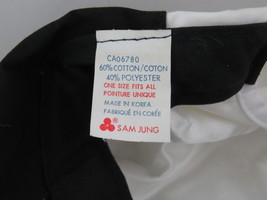 CA06780
60% COTTON/COTON
40% POLYESTER
ONE SIZE FITS ALL
POINTURE UNIQUE
MADE IN KOREA
FABRIQUÉ EN CORÉE
SAM JUNG